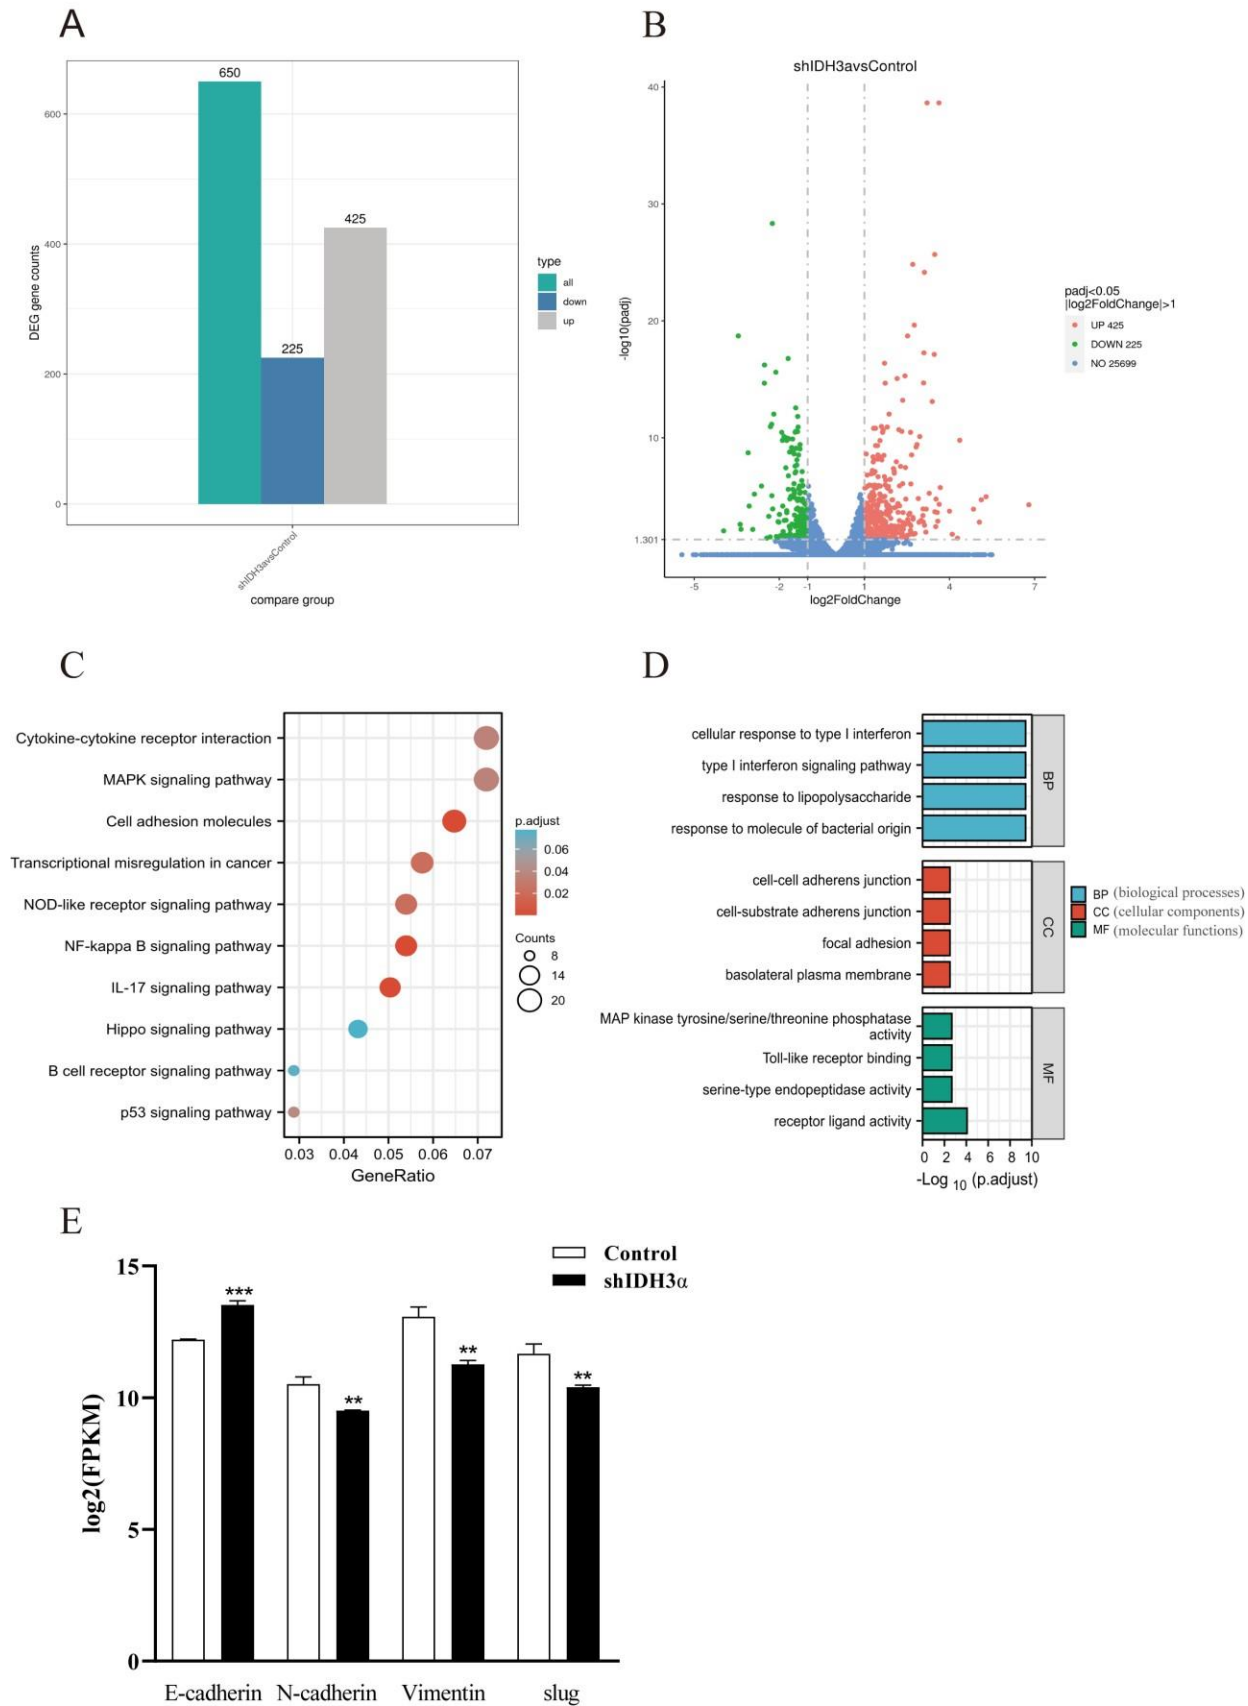 A
650
600
425
400
225
200
0
DEG gene counts
shIDH3avsControl
compare group
type
all
down
up
B
shIDH3avsControl
40
30
20
10
1.301
-log10(padj)
-5
-2
-1
1
4
7
log2FoldChange
padj<0.05
|log2FoldChange|>1
UP 425
DOWN 225
NO 25699
C
Cytokine-cytokine receptor interaction
MAPK signaling pathway
Cell adhesion molecules
Transcriptional misregulation in cancer
NOD-like receptor signaling pathway
NF-kappa B signaling pathway
IL-17 signaling pathway
Hippo signaling pathway
B cell receptor signaling pathway
p53 signaling pathway
0.03 0.04 0.05 0.06 0.07
GeneRatio
p.adjust
0.06
0.04
0.02
Counts
8
14
20
D
cellular response to type I interferon
type I interferon signaling pathway
response to lipopolysaccharide
response to molecule of bacterial origin
BP
cell-cell adherens junction
cell-substrate adherens junction
focal adhesion
basolateral plasma membrane
CC
MAP kinase tyrosine/serine/threonine phosphatase
activity
Toll-like receptor binding
serine-type endopeptidase activity
receptor ligand activity
MF
0 2 4 6 8 10
-Log 10 (p.adjust)
BP (biological processes)
CC (cellular components)
MF (molecular functions)
E
Control
shIDH3α
15
10
5
0
log2(FPKM)
***
**
**
**
E-cadherin N-cadherin Vimentin slug